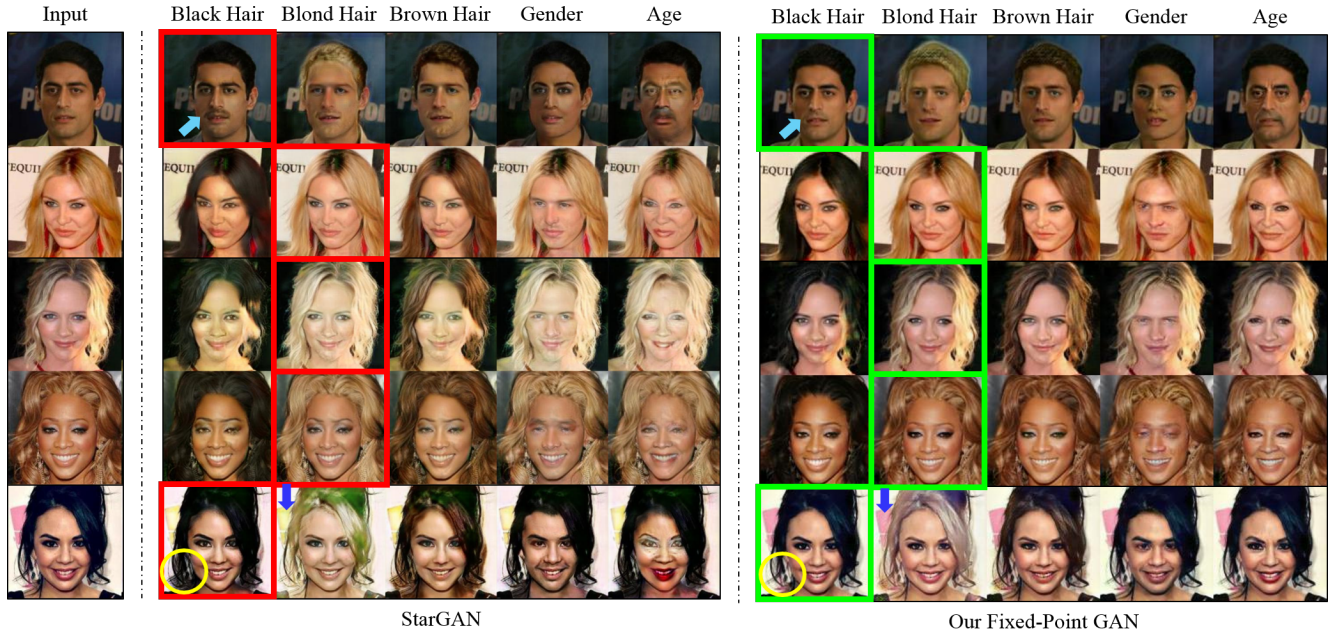 Input Black Hair Blond Hair Brown Hair Gender Age Black Hair Blond Hair Brown Hair Gender Age
StarGAN Our Fixed-Point GAN